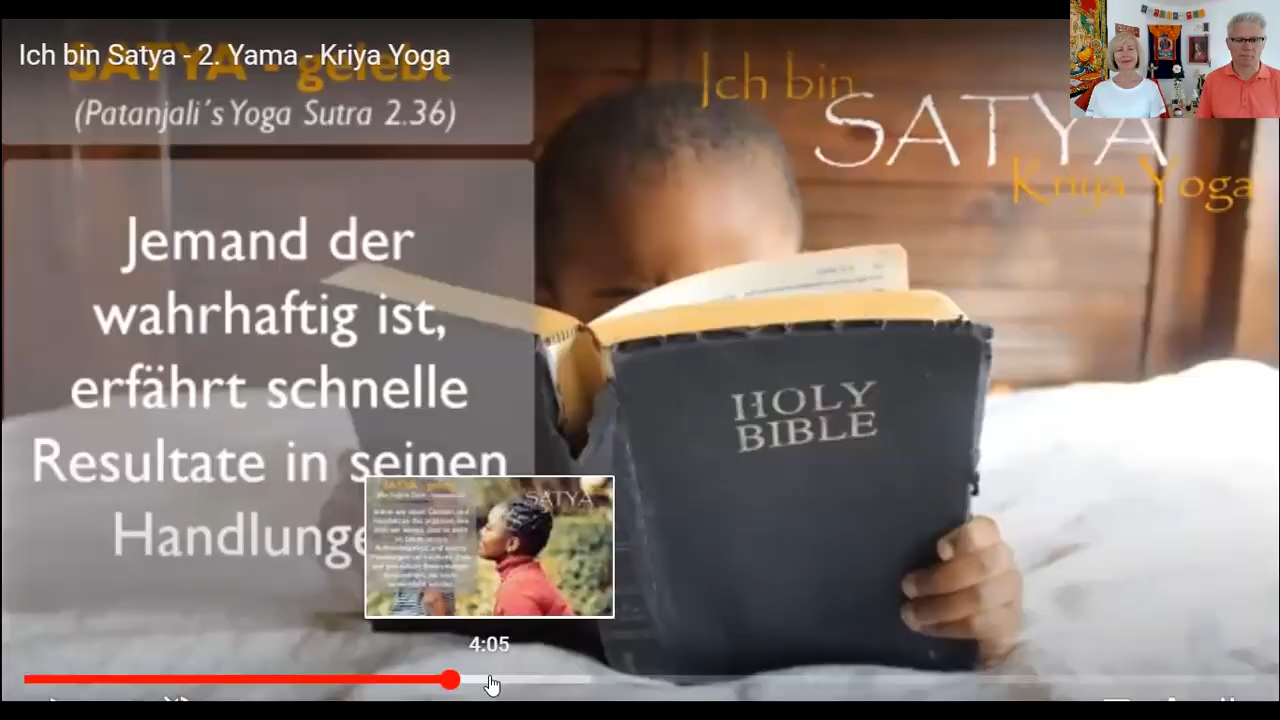 Ich bin Satya - 2. Yama - Kriya Yoga
SATYA - gelebt
(Patanjali´s Yoga Sutra 2.36)
Jemand der
wahrhaftig ist,
erfährt schnelle
Resultate in seinen
Handlunge
Ich bin
SATYA
Kriya Yoga
HOLY
BIBLE
SATYA
4:05